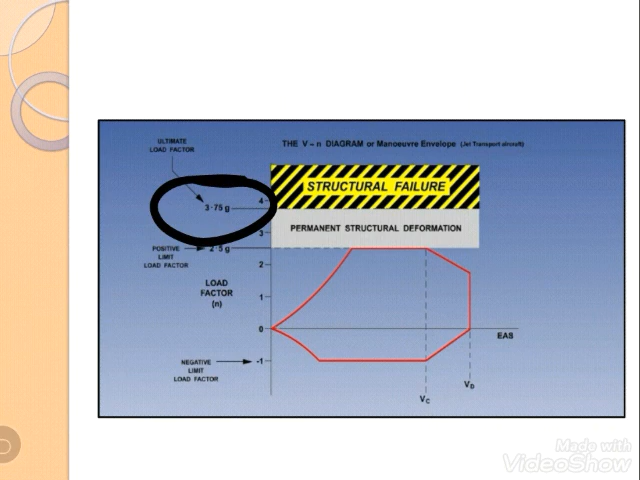 ULTIMATE
LOAD FACTOR
THE V – n DIAGRAM or Manoeuvre Envelope (Jet Transport aircraft)
STRUCTURAL FAILURE
4
3·75 g
3
PERMANENT STRUCTURAL DEFORMATION
POSITIVE
LIMIT
LOAD FACTOR
2·5 g
2
LOAD
FACTOR
(n)
1
0
EAS
NEGATIVE
LIMIT
LOAD FACTOR
-1
VC
VD
Made with
VideoShow